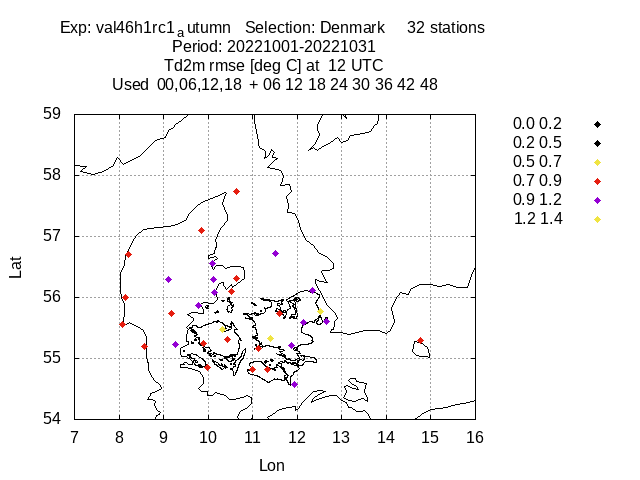 Exp: val46h1rc1ₐutumn Selection: Denmark 32 stations
Period: 20221001-20221031
Td2m rmse [deg C] at 12 UTC
Used 00,06,12,18 + 06 12 18 24 30 36 42 48
59
58
57
56
55
54
Lat
7 8 9 10 11 12 13 14 15 16
Lon
0.0 0.2
0.2 0.5
0.5 0.7
0.7 0.9
0.9 1.2
1.2 1.4